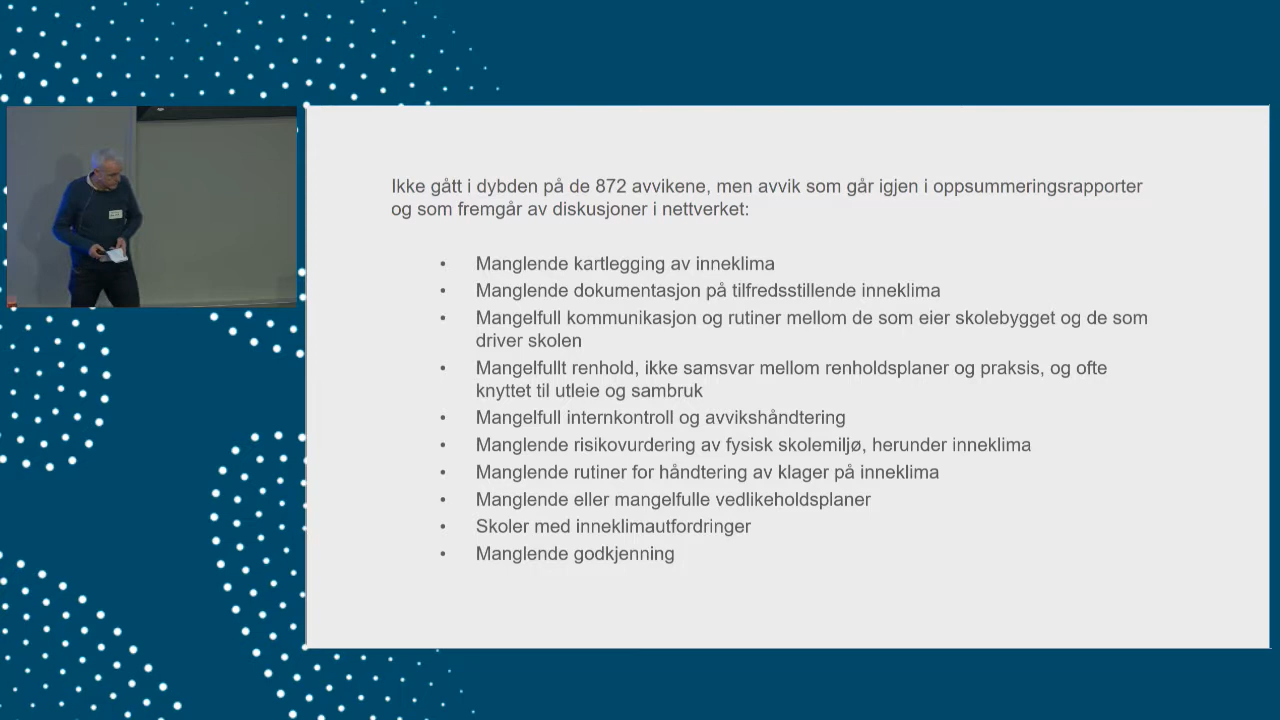 Ikke gått i dybden på de 872 avvikene, men avvik som går igjen i oppsummeringsrapporter
og som fremgår av diskusjoner i nettverket:
• Manglende kartlegging av inneklima
• Manglende dokumentasjon på tilfredsstillende inneklima
• Mangelfull kommunikasjon og rutiner mellom de som eier skolebygget og de som
driver skolen
• Mangelfullt renhold, ikke samsvar mellom renholdsplaner og praksis, og ofte
knyttet til utleie og sambruk
• Mangelfull internkontroll og avvikshåndtering
• Manglende risikovurdering av fysisk skolemiljø, herunder inneklima
• Manglende rutiner for håndtering av klager på inneklima
• Manglende eller mangelfulle vedlikeholdsplaner
• Skoler med inneklimautfordringer
• Manglende godkjenning